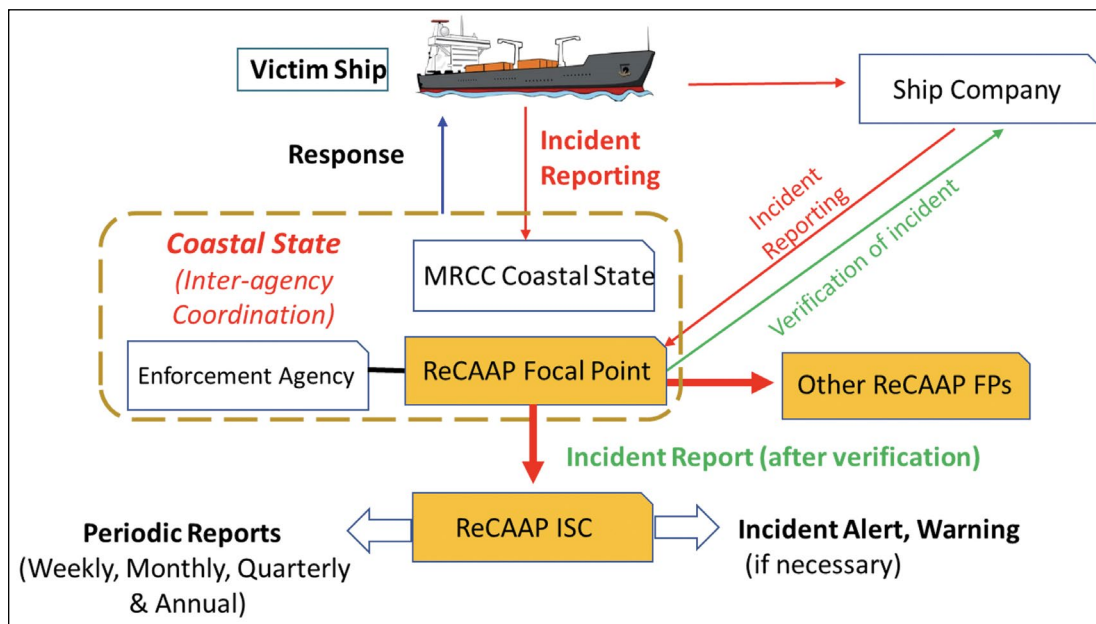 Victim Ship
Ship Company
Response
Incident
Reporting
Incident
Reporting
Verification of incident
Coastal State
(Inter-agency
Coordination)
MRCC Coastal State
Enforcement Agency
ReCAAP Focal Point
Other ReCAAP FPs
Incident Report (after verification)
ReCAAP ISC
Periodic Reports
(Weekly, Monthly, Quarterly
& Annual)
Incident Alert, Warning
(if necessary)